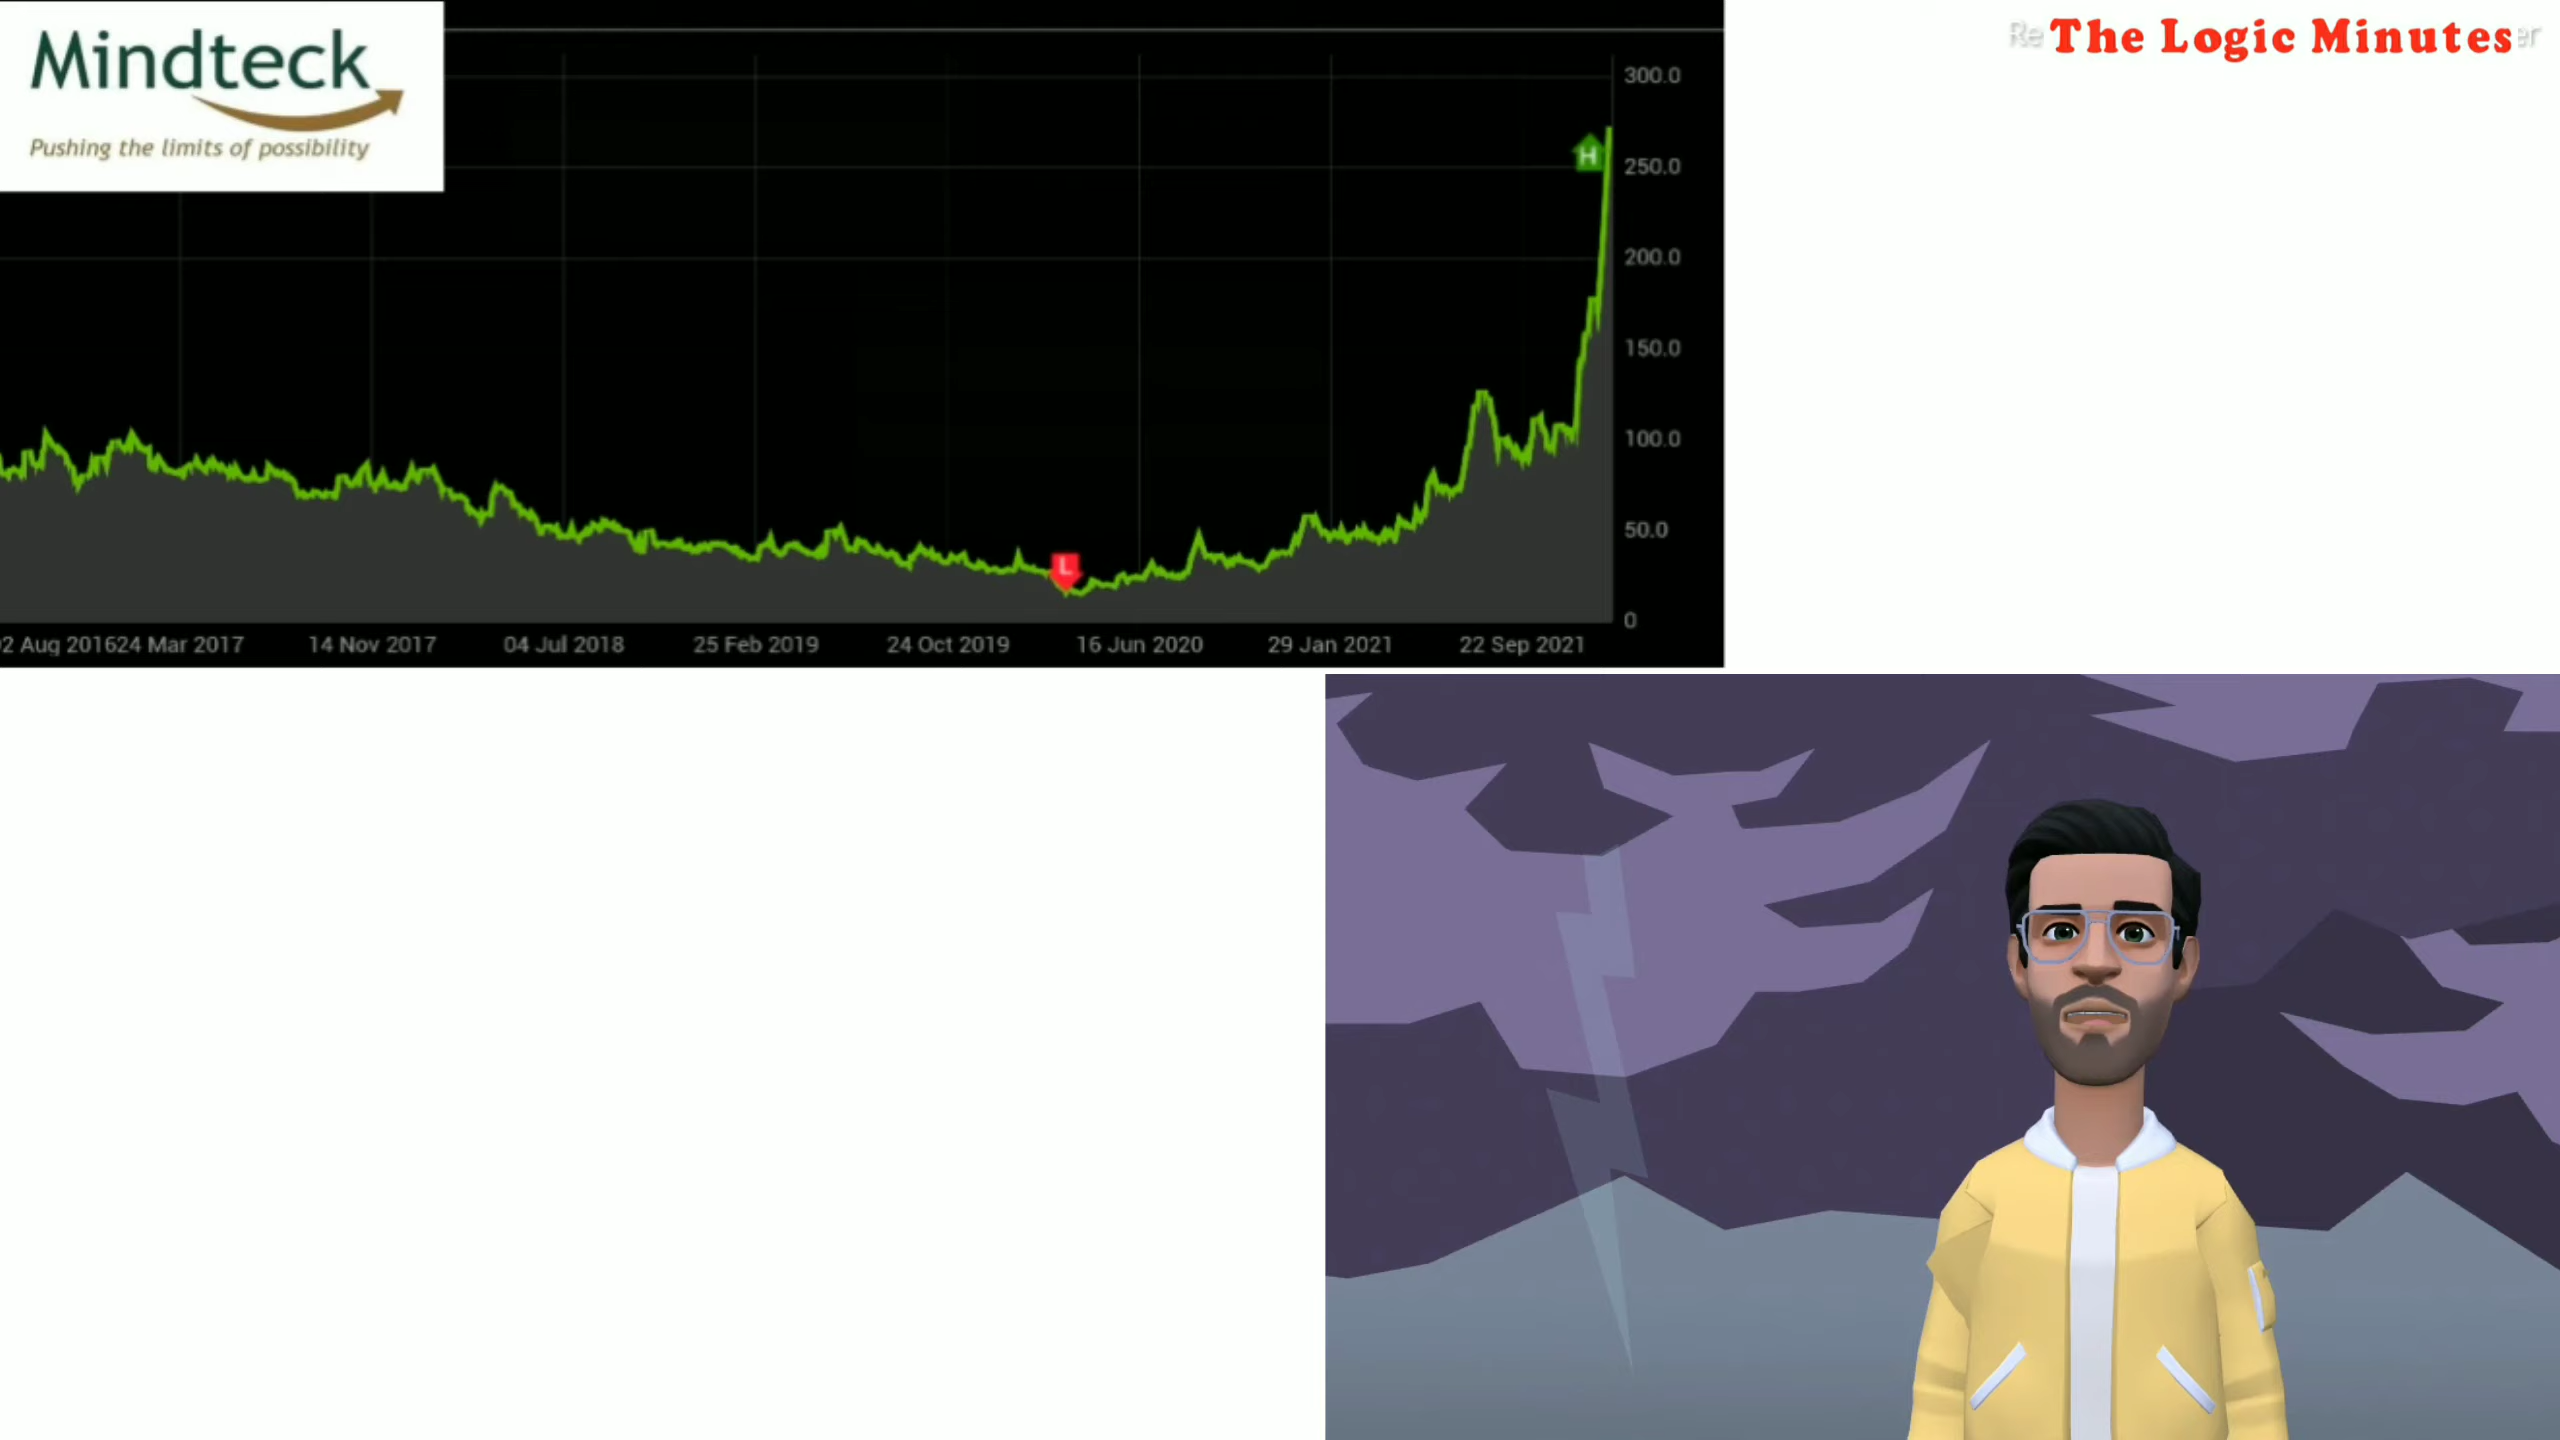 Mindteck
Pushing the limits of possibility
The Logic Minutes
300.0
H
250.0
200.0
150.0
100.0
50.0
L
0
24 Mar 2017
14 Nov 2017
04 Jul 2018
25 Feb 2019
24 Oct 2019
16 Jun 2020
29 Jan 2021
22 Sep 2021